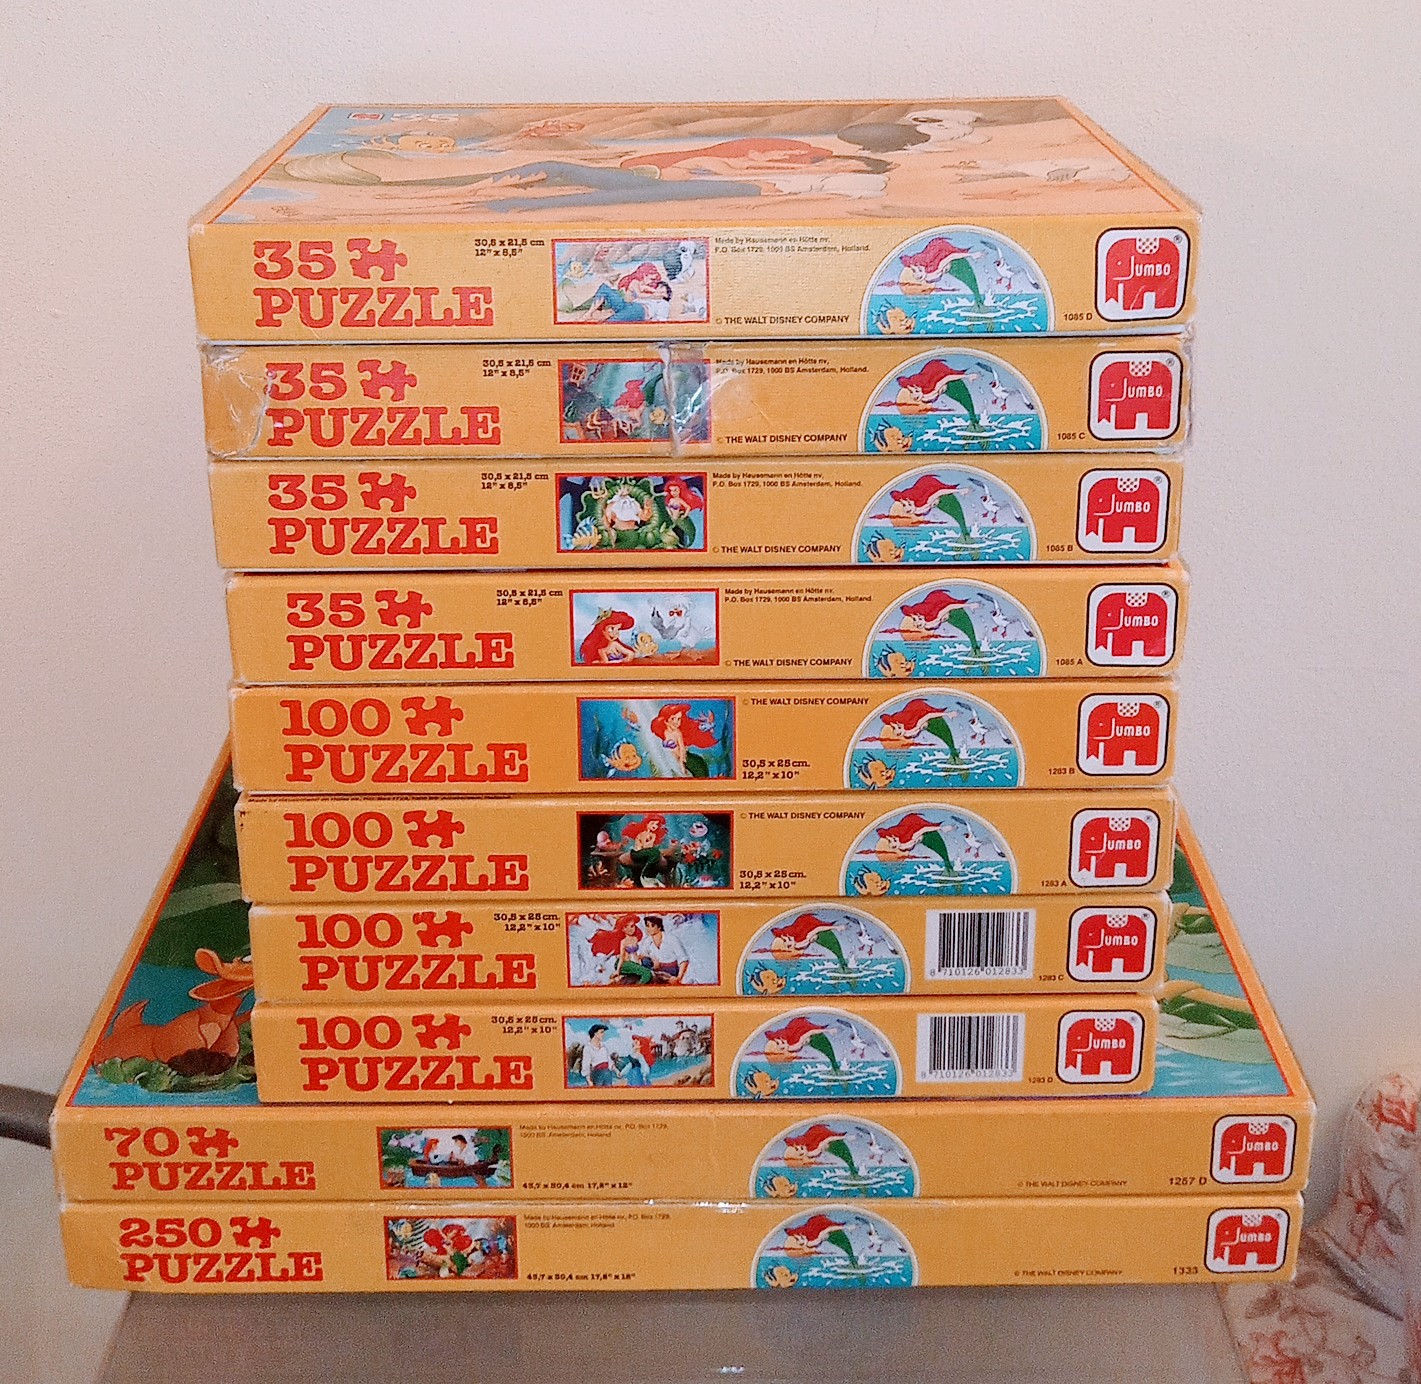 35
35
PUZZLE
30,5 x 21,5 cm
12" x 8,5"
Made by Hausemann en Hötte nv,
P.O. Box 1729, 1000 BS Amsterdam, Holland.
© THE WALT DISNEY COMPANY
1085 D
JUMBO
35
PUZZLE
30,5 x 21,5 cm
12" x 8,5"
Made by Hausemann en Hötte nv,
P.O. Box 1729, 1000 BS Amsterdam, Holland.
© THE WALT DISNEY COMPANY
1085 C
JUMBO
35
PUZZLE
30,5 x 21,5 cm
12" x 8,5"
Made by Hausemann en Hötte nv,
P.O. Box 1729, 1000 BS Amsterdam, Holland.
© THE WALT DISNEY COMPANY
1085 B
JUMBO
35
PUZZLE
30,5 x 21,5 cm
12" x 8,5"
Made by Hausemann en Hötte nv,
P.O. Box 1729, 1000 BS Amsterdam, Holland.
© THE WALT DISNEY COMPANY
1085 A
JUMBO
100
PUZZLE
© THE WALT DISNEY COMPANY
30,5 x 25 cm.
12,2" x 10"
1283 B
JUMBO
100
PUZZLE
© THE WALT DISNEY COMPANY
30,5 x 25 cm.
12,2" x 10"
1283 A
JUMBO
100
PUZZLE
30,5 x 25 cm.
12,2" x 10"
8 710126 012833
1283 C
JUMBO
100
PUZZLE
30,5 x 25 cm.
12,2" x 10"
8 710126 012833
1283 D
JUMBO
70
PUZZLE
Made by Hausemann en Hötte nv, P.O. Box 1729,
1000 BS Amsterdam, Holland
45,7 x 30,4 cm 17,8" x 12"
© THE WALT DISNEY COMPANY
1257 D
JUMBO
250
PUZZLE
Made by Hausemann en Hötte nv, P.O. Box 1729,
1000 BS Amsterdam, Holland
© THE WALT DISNEY COMPANY
1333
JUMBO